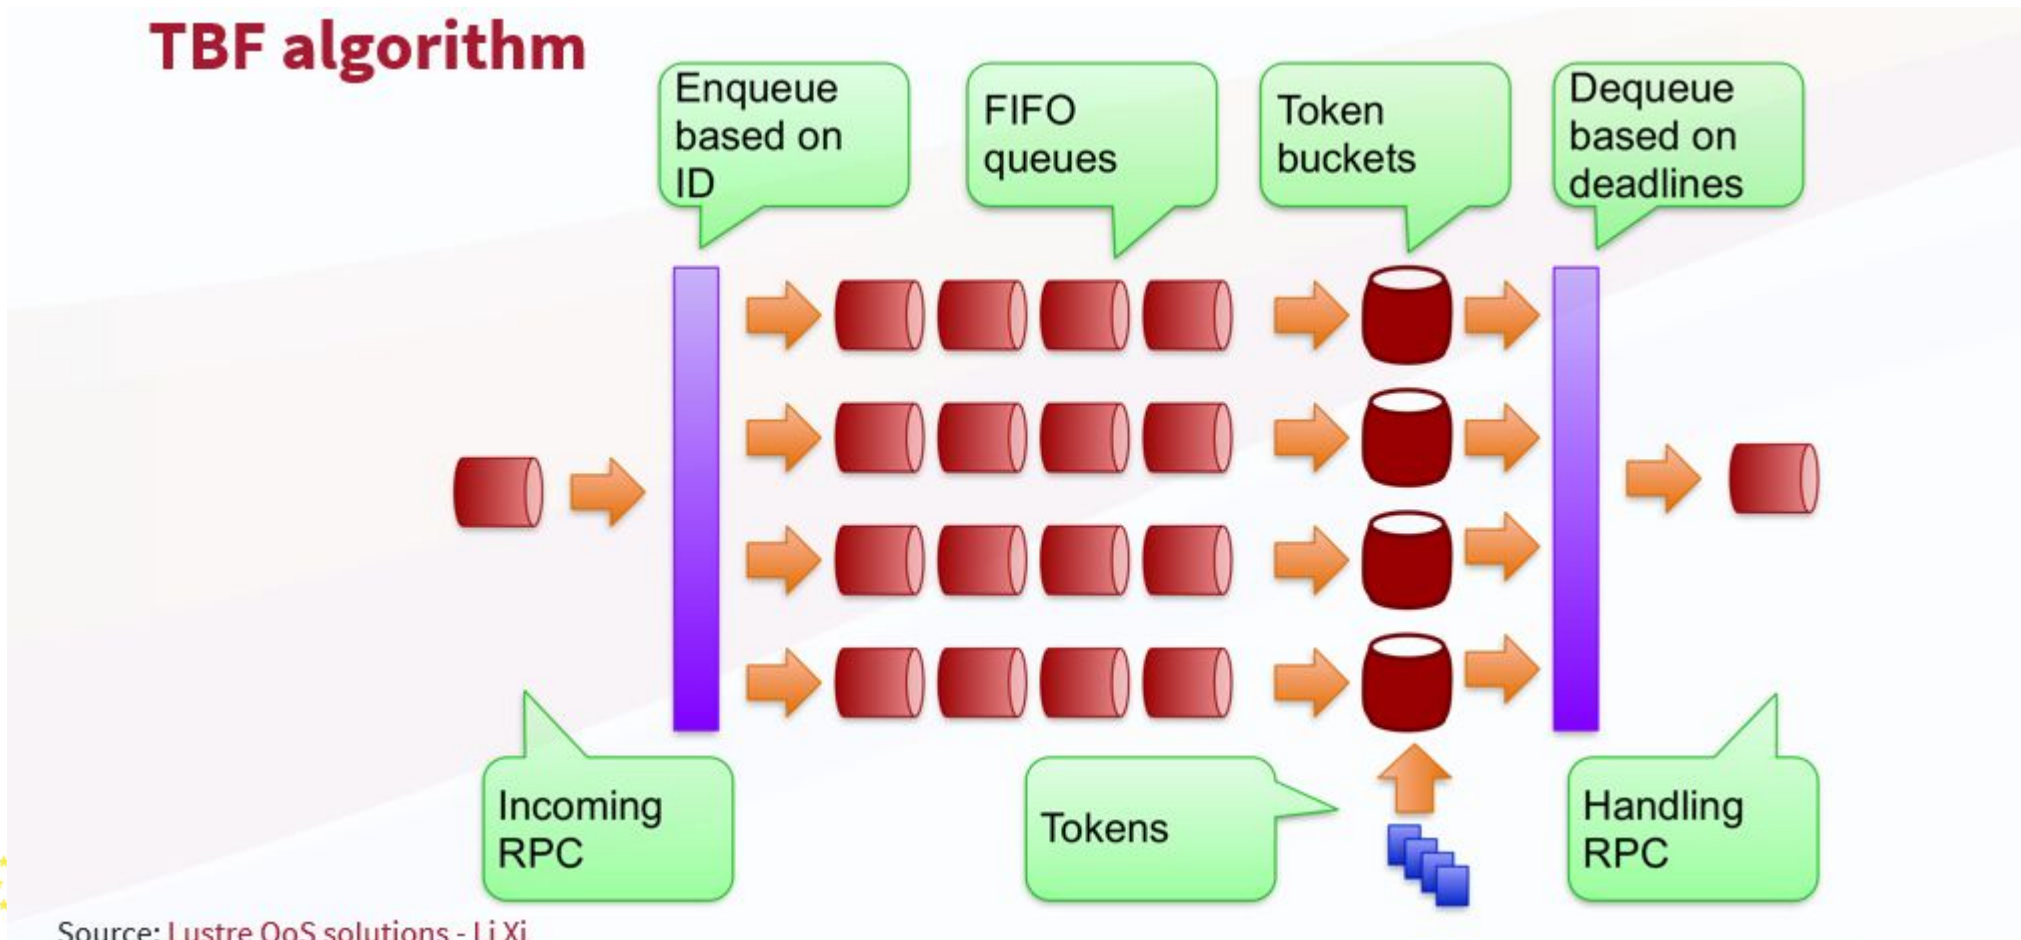 TBF algorithm
Enqueue
based on
ID
FIFO
queues
Token
buckets
Dequeue
based on
deadlines
Incoming
RPC
Tokens
Handling
RPC
Source: Lustre QoS solutions - Li Xi